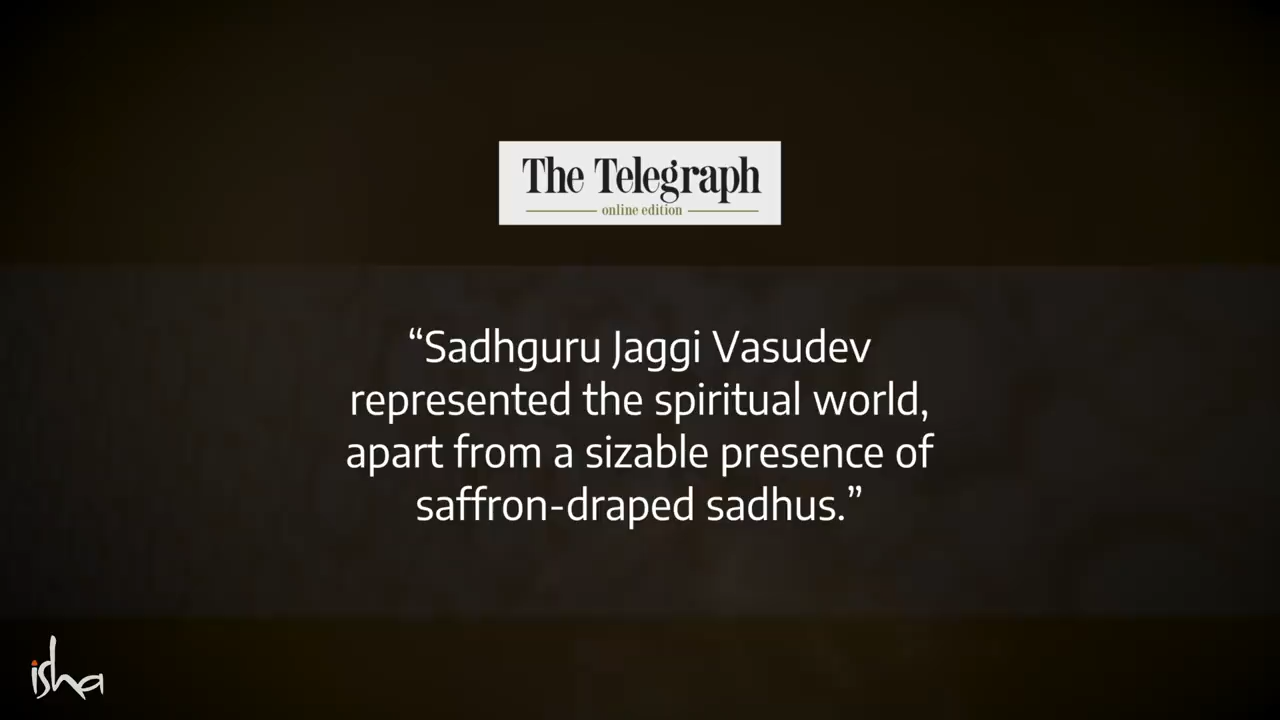 The Telegraph
online edition
“Sadhguru Jaggi Vasudev
represented the spiritual world,
apart from a sizable presence of
saffron-draped sadhus.”
isha